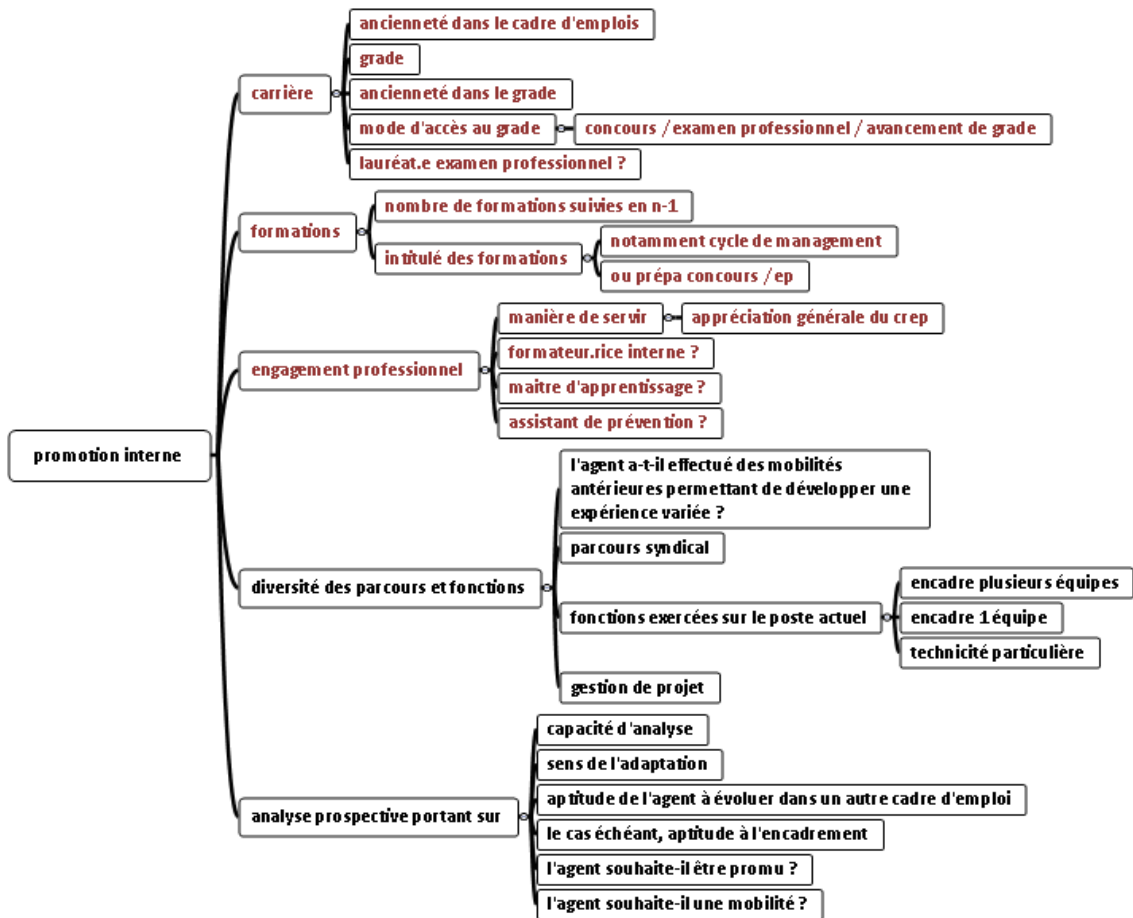 ancienneté dans le cadre d'emplois
grade
carrière
ancienneté dans le grade
mode d'accès au grade
concours / examen professionnel / avancement de grade
lauréat.e examen professionnel ?
nombre de formations suivies en n-1
formations
notamment cycle de management
intitulé des formations
ou prépa concours / ep
manière de servir
appréciation générale du crep
formateur.rice interne ?
engagement professionnel
maitre d'apprentissage ?
assistant de prévention ?
promotion interne
l'agent a-t-il effectué des mobilités
antérieures permettant de développer une
expérience variée ?
parcours syndical
diversité des parcours et fonctions
encadre plusieurs équipes
fonctions exercées sur le poste actuel
encadre 1 équipe
technicité particulière
gestion de projet
capacité d'analyse
sens de l'adaptation
aptitude de l'agent à évoluer dans un autre cadre d'emploi
analyse prospective portant sur
le cas échéant, aptitude à l'encadrement
l'agent souhaite-il être promu ?
l'agent souhaite-il une mobilité ?